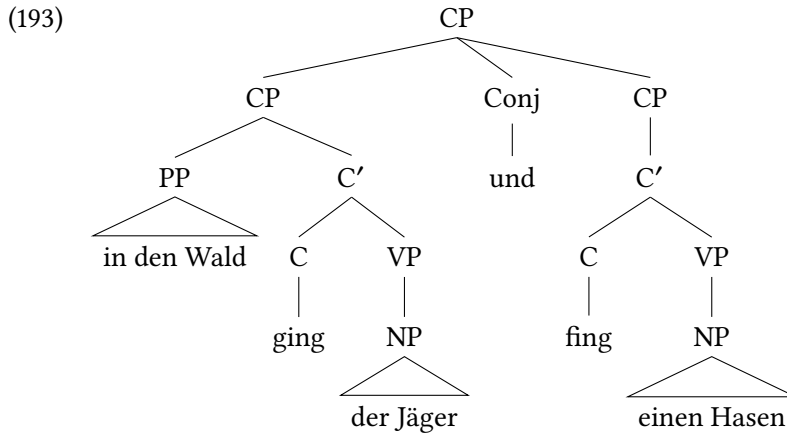 (193) CP
CP Conj CP
PP C′ und C′
in den Wald C VP C VP
ging NP fing NP
der Jäger einen Hasen